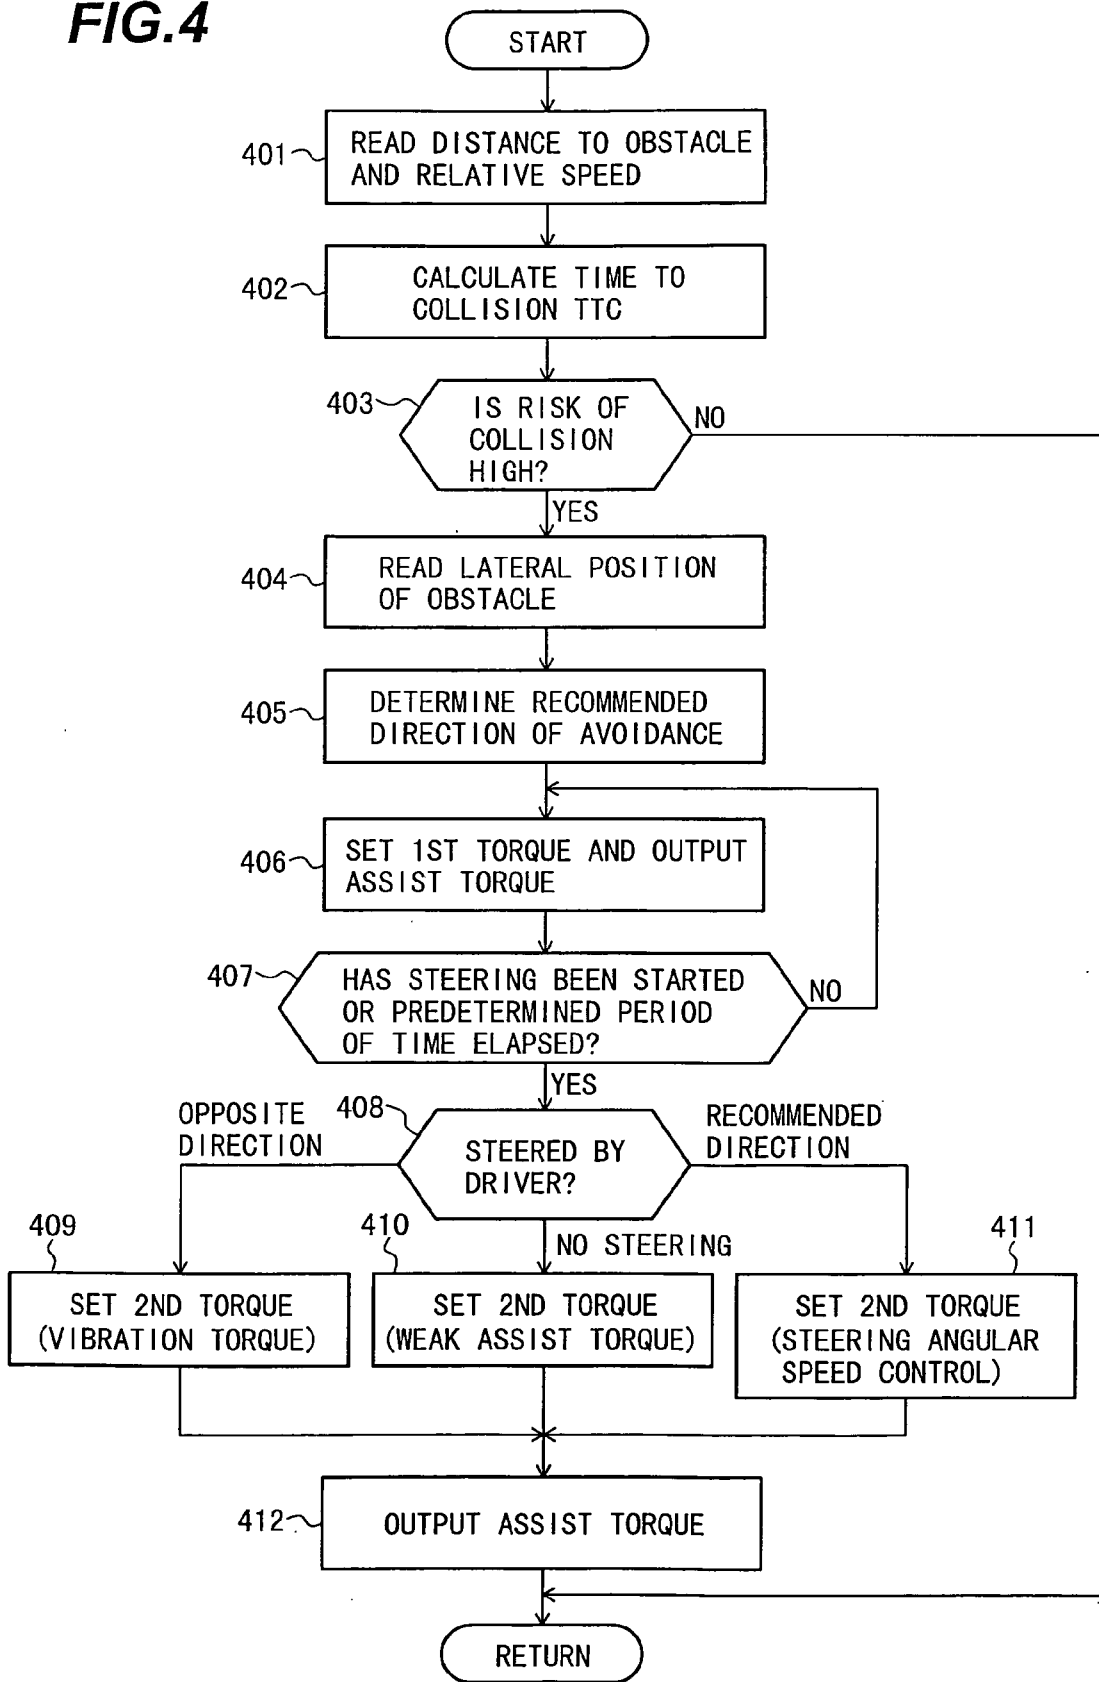 FIG.4
START
401
READ DISTANCE TO OBSTACLE
AND RELATIVE SPEED
402
CALCULATE TIME TO
COLLISION TTC
403
IS RISK OF
COLLISION
HIGH?
NO
YES
404
READ LATERAL POSITION
OF OBSTACLE
405
DETERMINE RECOMMENDED
DIRECTION OF AVOIDANCE
406
SET 1ST TORQUE AND OUTPUT
ASSIST TORQUE
407
HAS STEERING BEEN STARTED
OR PREDETERMINED PERIOD
OF TIME ELAPSED?
NO
YES
OPPOSITE
DIRECTION
408
STEERED BY
DRIVER?
RECOMMENDED
DIRECTION
NO STEERING
409
SET 2ND TORQUE
(VIBRATION TORQUE)
410
SET 2ND TORQUE
(WEAK ASSIST TORQUE)
411
SET 2ND TORQUE
(STEERING ANGULAR
SPEED CONTROL)
412
OUTPUT ASSIST TORQUE
RETURN